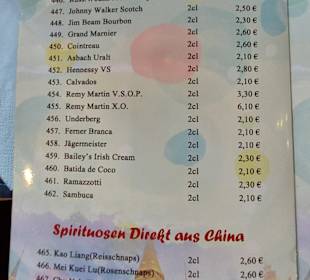 447. Johnny Walker Scotch 2cl 2,50 €
448. Jim Beam Bourbon 2cl 2,30 €
449. Grand Marnier 2cl 2,60 €
450. Cointreau 2cl 2,60 €
451. Asbach Uralt 2cl 2,10 €
452. Hennessy VS 2cl 2,80 €
453. Calvados 2cl 2,10 €
454. Remy Martin V.S.O.P. 2cl 3,30 €
455. Remy Martin X.O. 2cl 6,10 €
456. Underberg 2cl 2,10 €
457. Ferner Branca 2cl 2,10 €
458. Jägermeister 2cl 2,10 €
459. Bailey's Irish Cream 2cl 2,30 €
460. Batida de Coco 2cl 2,10 €
461. Ramazzotti 2cl 2,30 €
462. Sambuca 2cl 2,10 €
Spirituosen Direkt aus China
465. Kao Liang(Reisschnaps) 2cl 2,60 €
466. Mei Kuei Lu(Rosenschnaps) 2cl 2,60 €